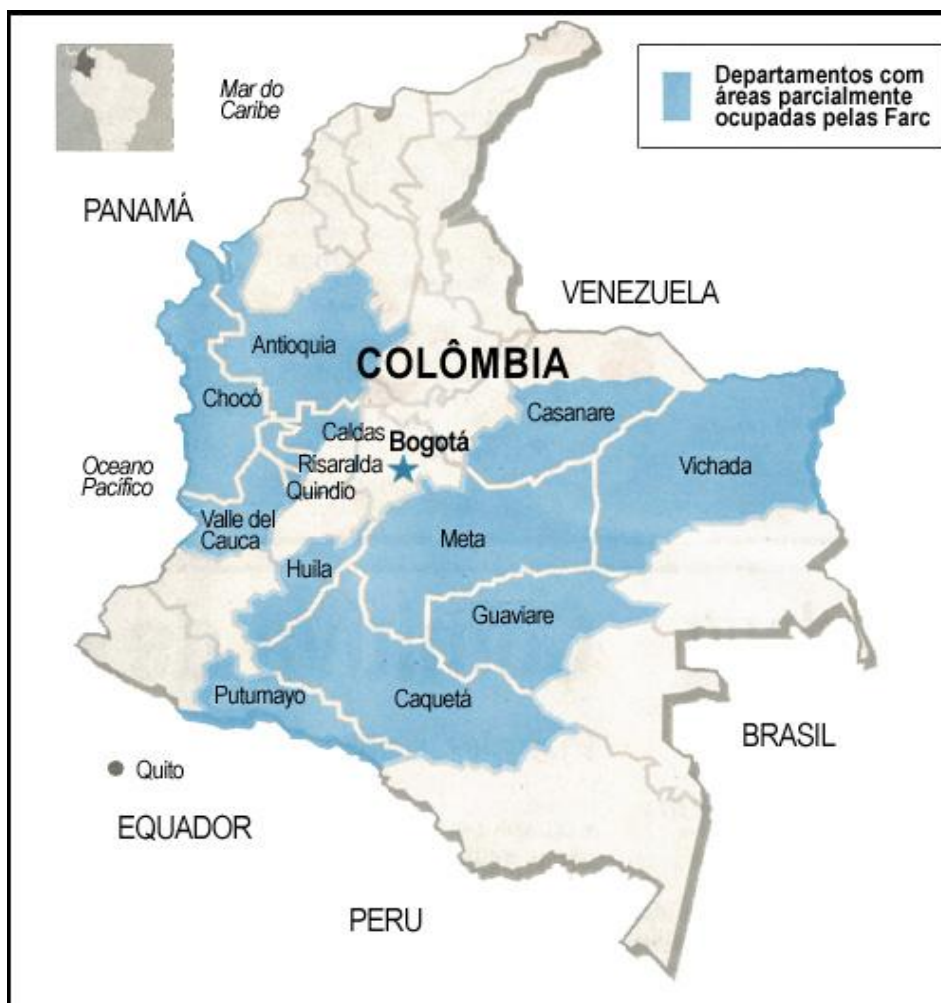 Mar do
Caribe
Departamentos com
áreas parcialmente
ocupadas pelas Farc
PANAMÁ
VENEZUELA
Antioquia
COLÔMBIA
Chocó
Casanare
Caldas
Bogotá
Oceano
Pacífico
Risaralda
Quindio
Vichada
Valle del
Cauca
Meta
Huila
Guaviare
Putumayo
Caquetá
BRASIL
Quito
EQUADOR
PERU